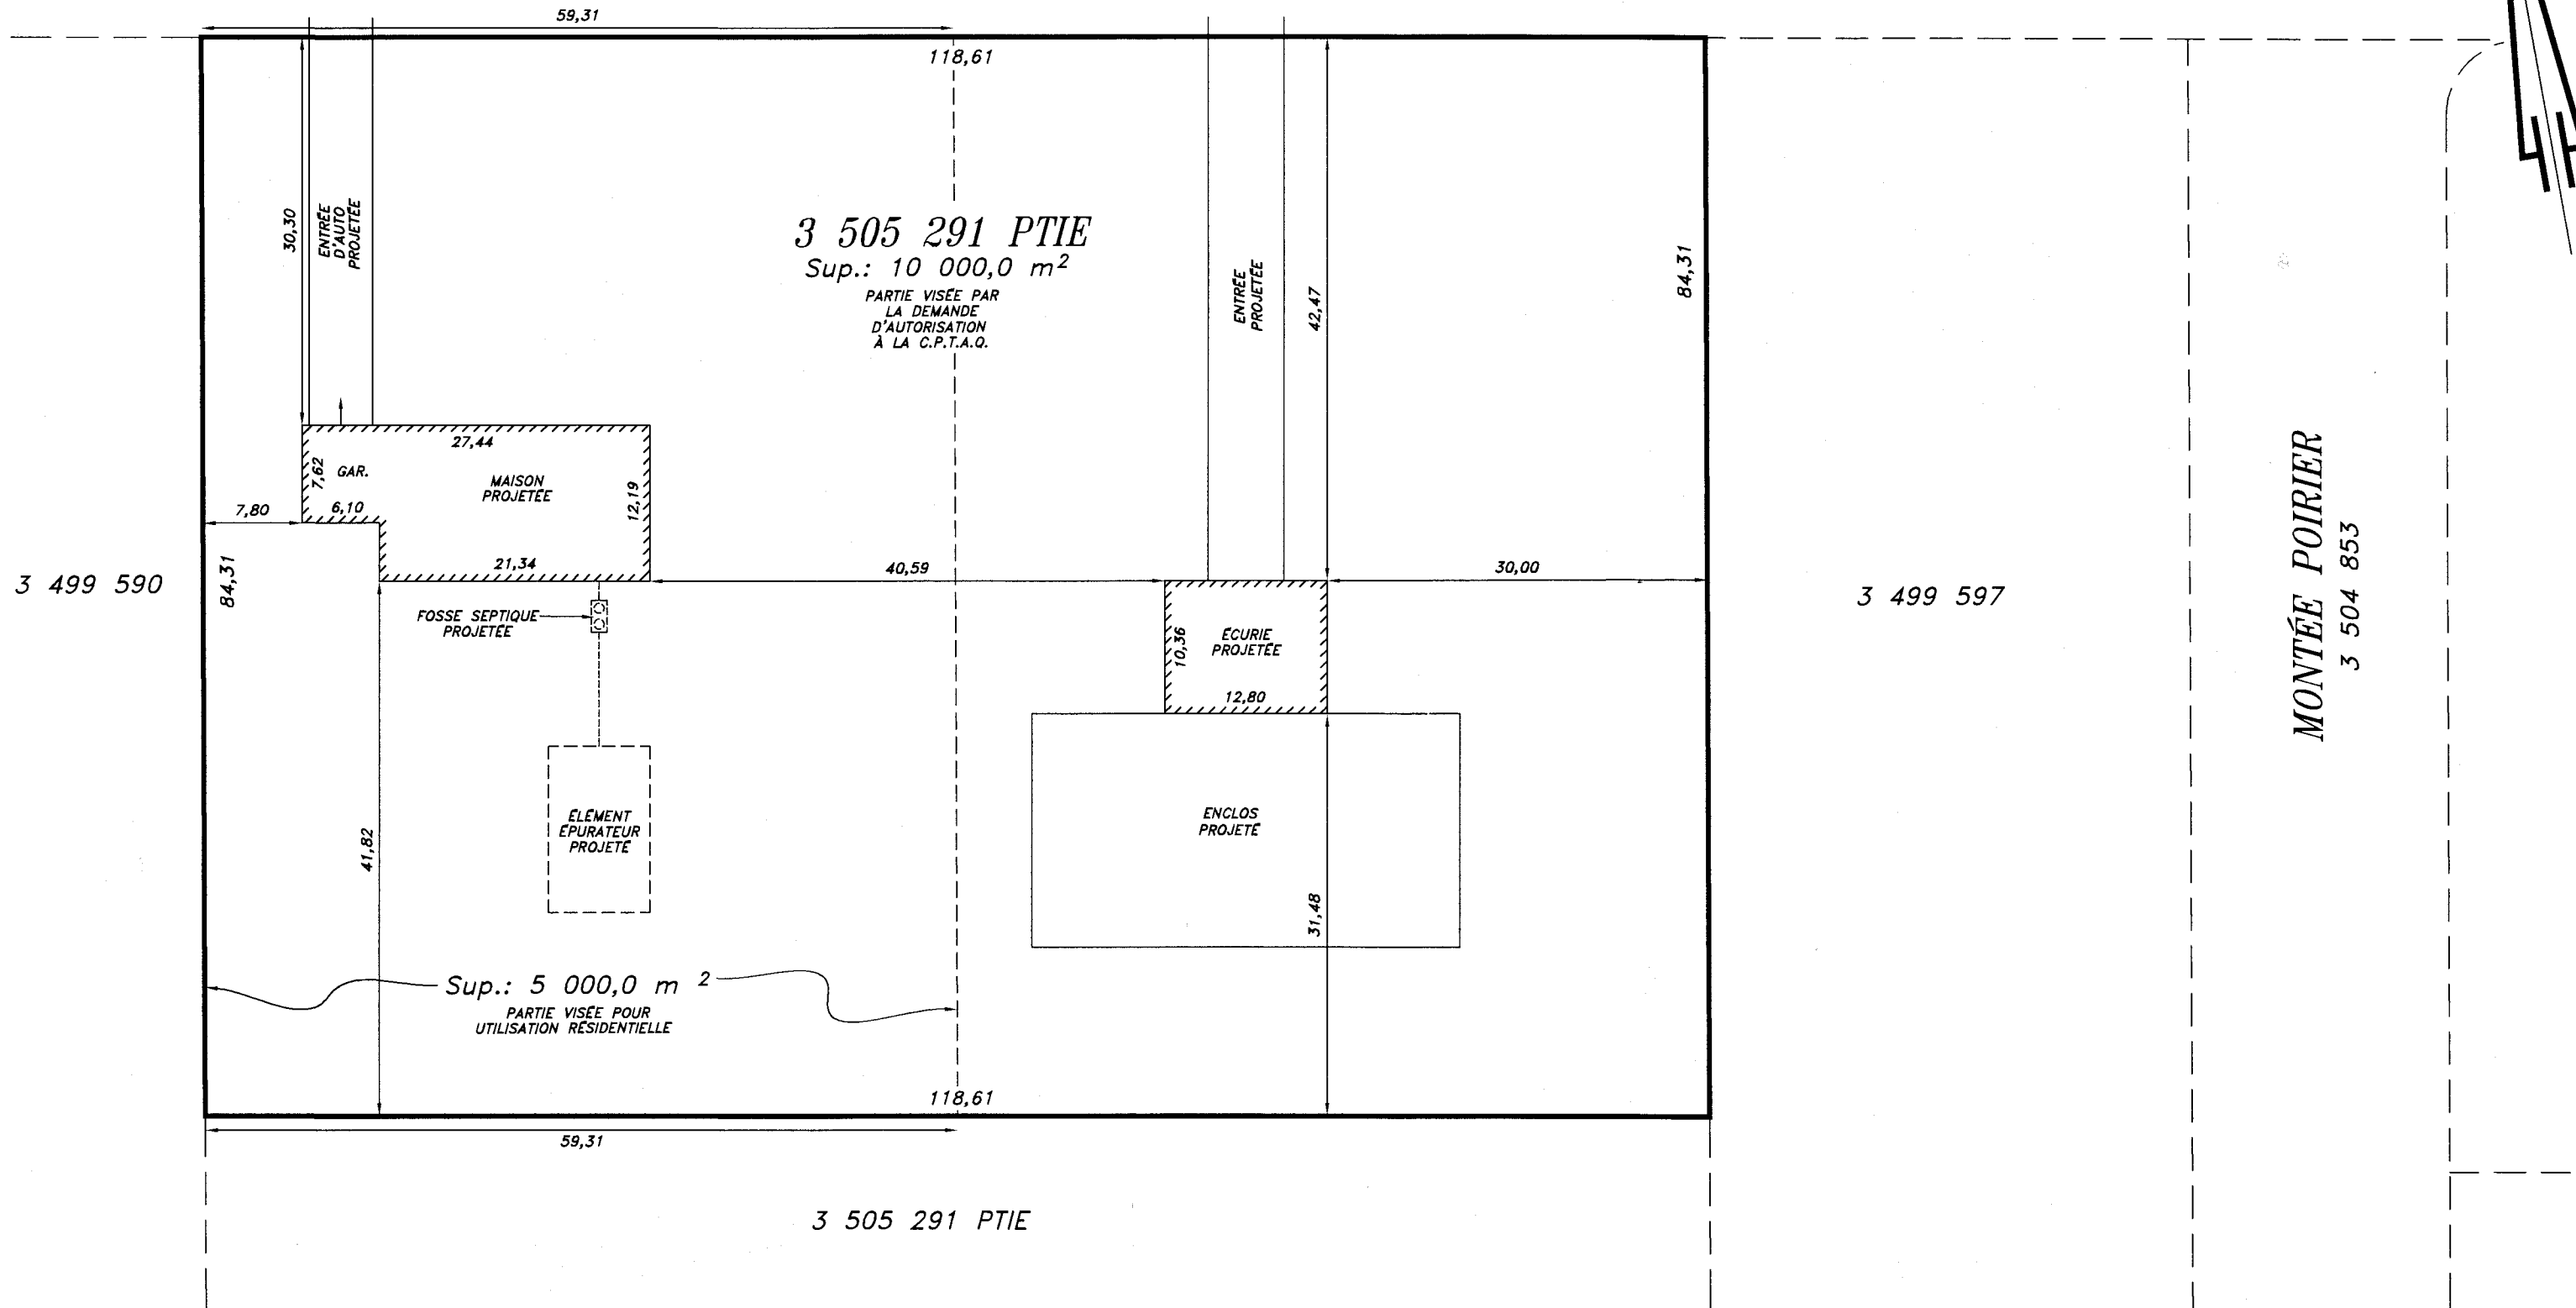 59,31
118,61
30,30
ENTRÉE
D'AUTO
PROJETÉE
3 505 291 PTIE
Sup.: 10 000,0 m²
PARTIE VISÉE PAR
LA DEMANDE
D'AUTORISATION
À LA C.P.T.A.Q.
ENTRÉE
PROJETÉE
42,47
84,31
27,44
7,62
GAR.
MAISON
PROJETÉE
12,19
7,80
6,10
21,34
40,59
30,00
3 499 590
84,31
3 499 597
MONTÉE POIRIER
3 504 853
FOSSE SEPTIQUE
PROJETÉE
10,36
ÉCURIE
PROJETÉE
12,80
41,82
ÉLÉMENT
ÉPURATEUR
PROJETÉ
ENCLOS
PROJETÉ
31,48
Sup.: 5 000,0 m ²
PARTIE VISÉE POUR
UTILISATION RÉSIDENTIELLE
118,61
59,31
3 505 291 PTIE